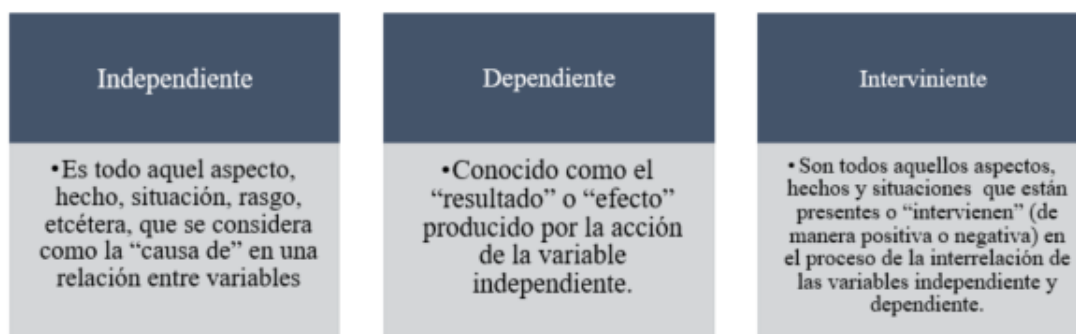 Independiente
•Es todo aquel aspecto,
hecho, situación, rasgo,
etcétera, que se considera
como la “causa de” en una
relación entre variables
Dependiente
•Conocido como el
“resultado” o “efecto”
producido por la acción
de la variable
independiente.
Interviniente
•Son todos aquellos aspectos,
hechos y situaciones que están
presentes o “intervienen” (de
manera positiva o negativa) en
el proceso de la interrelación de
las variables independiente y
dependiente.